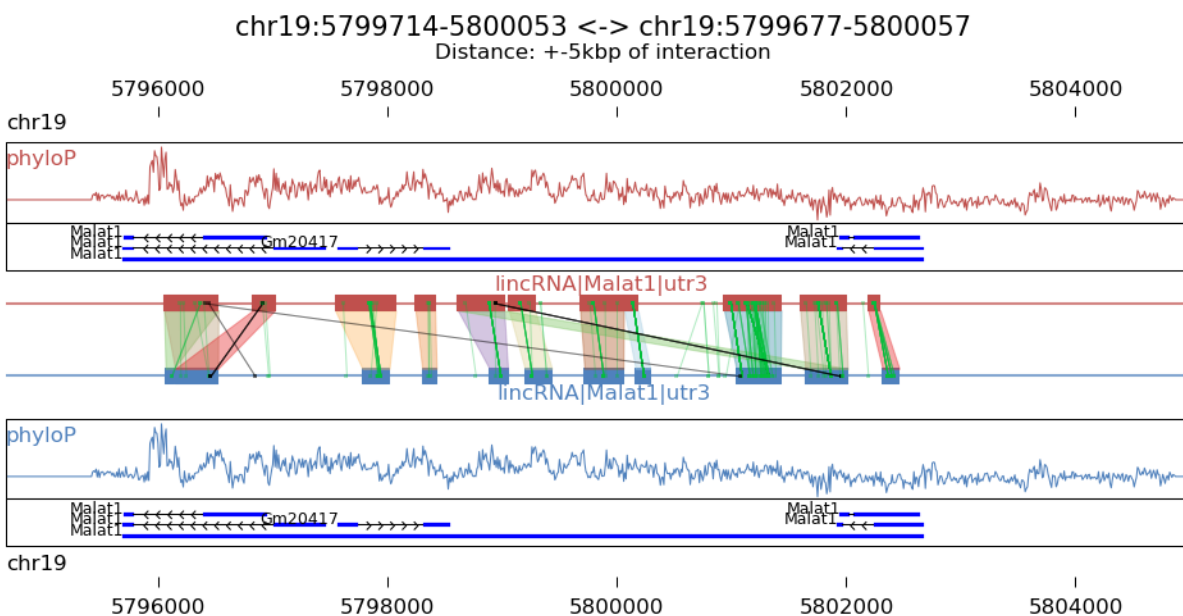 chr19:5799714-5800053 <-> chr19:5799677-5800057
Distance: +-5kbp of interaction
5796000 5798000 5800000 5802000 5804000
chr19
phyloP
Malat1 Malat1
Malat1 Gm20417 Malat1
Malat1
lincRNA|Malat1|utr3
lincRNA|Malat1|utr3
phyloP
Malat1 Malat1
Malat1 Gm20417 Malat1
Malat1
chr19
5796000 5798000 5800000 5802000 5804000